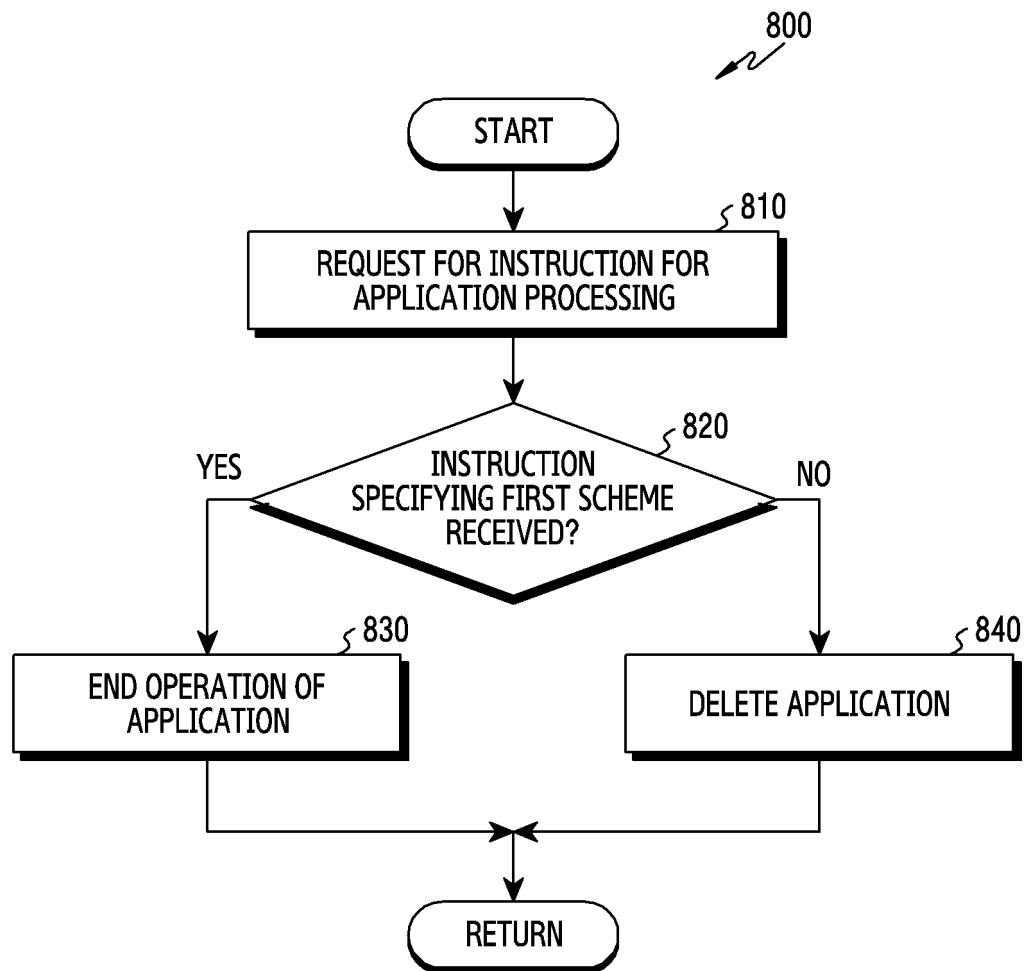 800
START
810
REQUEST FOR INSTRUCTION FOR
APPLICATION PROCESSING
820
YES
INSTRUCTION
SPECIFYING FIRST SCHEME
RECEIVED?
NO
830
END OPERATION OF
APPLICATION
840
DELETE APPLICATION
RETURN